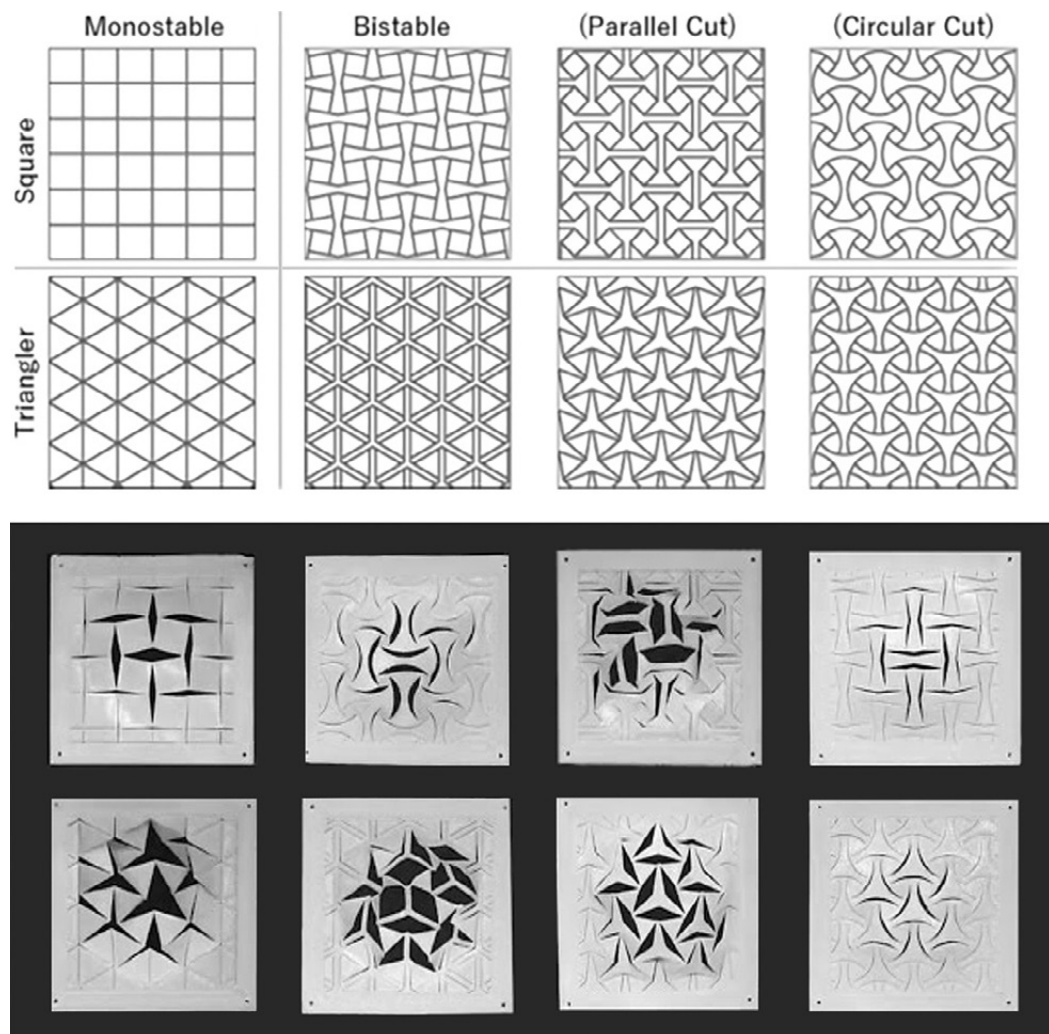 Monostable
Bistable
(Parallel Cut)
(Circular Cut)
Square
Triangler